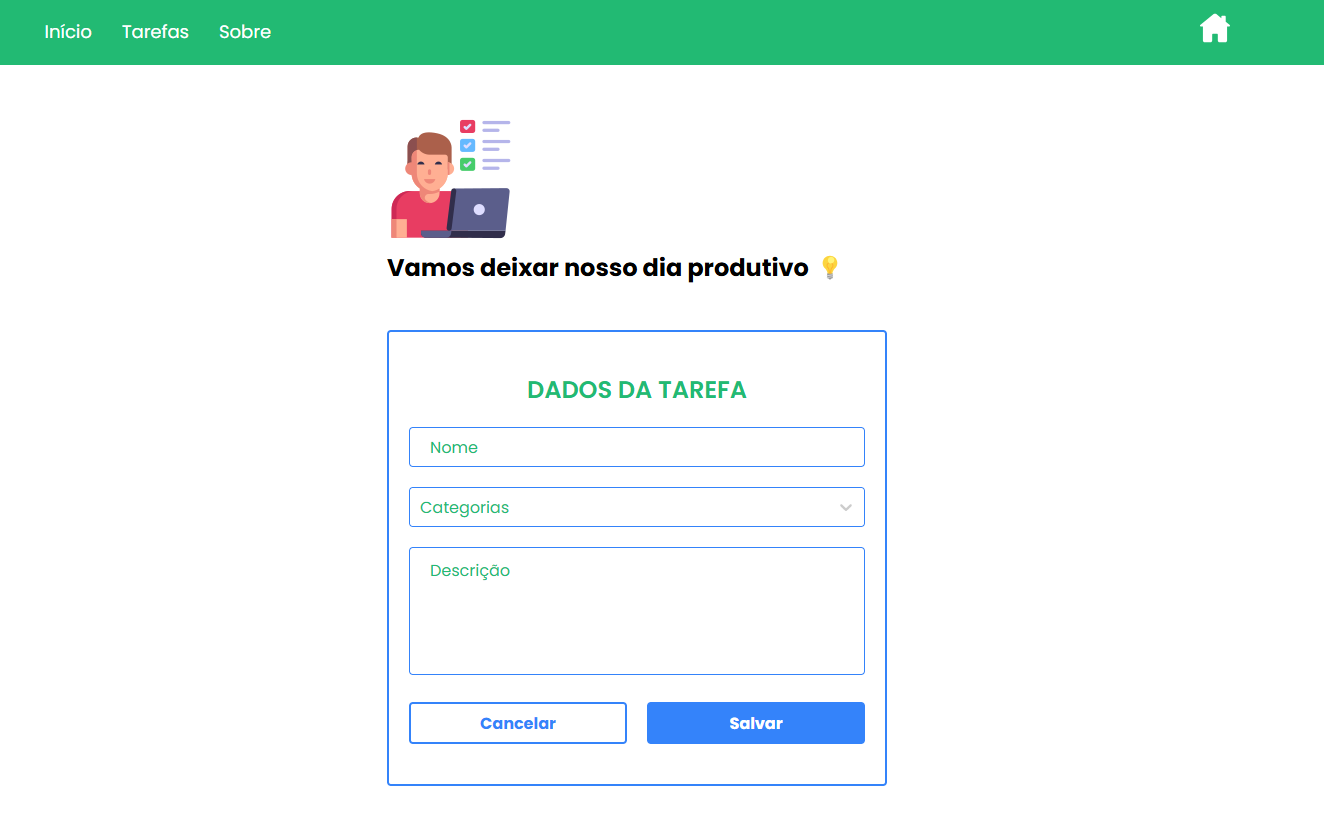 Início Tarefas Sobre
Vamos deixar nosso dia produtivo 💡
DADOS DA TAREFA
Nome
Categorias
Descrição
Cancelar Salvar